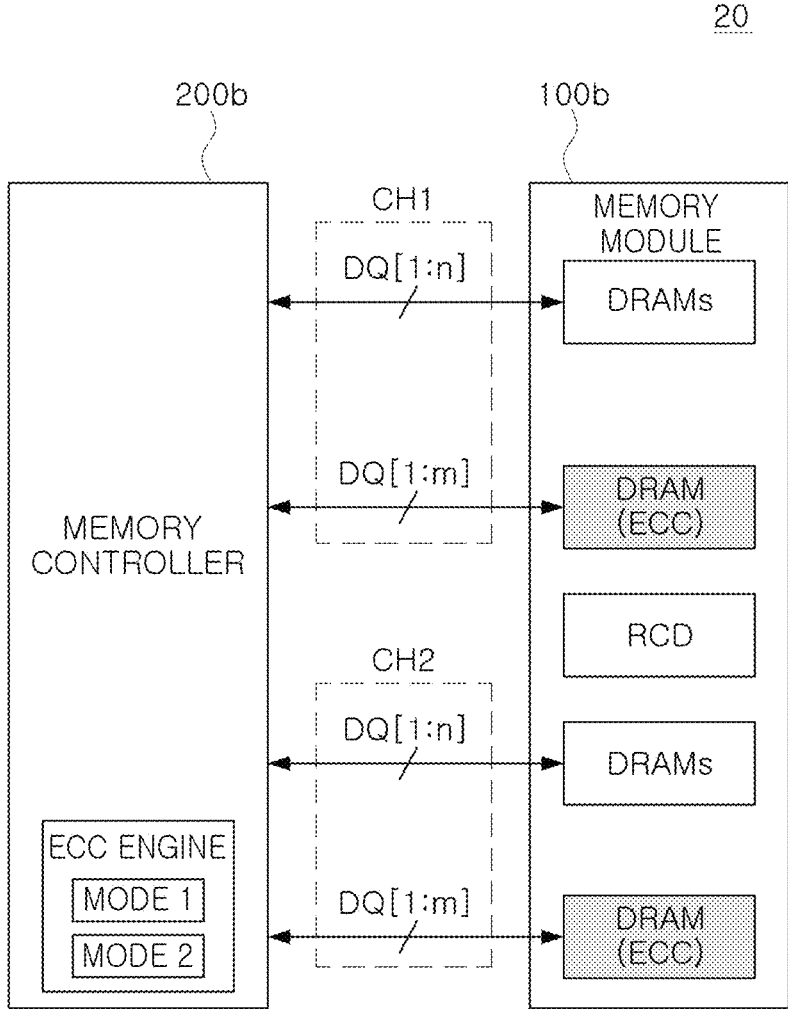 20
200b
100b
CH1
MEMORY
MODULE
DQ[1:n]
DRAMs
DQ[1:m]
DRAM
(ECC)
MEMORY
CONTROLLER
RCD
CH2
DQ[1:n]
DRAMs
ECC ENGINE
MODE 1
MODE 2
DQ[1:m]
DRAM
(ECC)